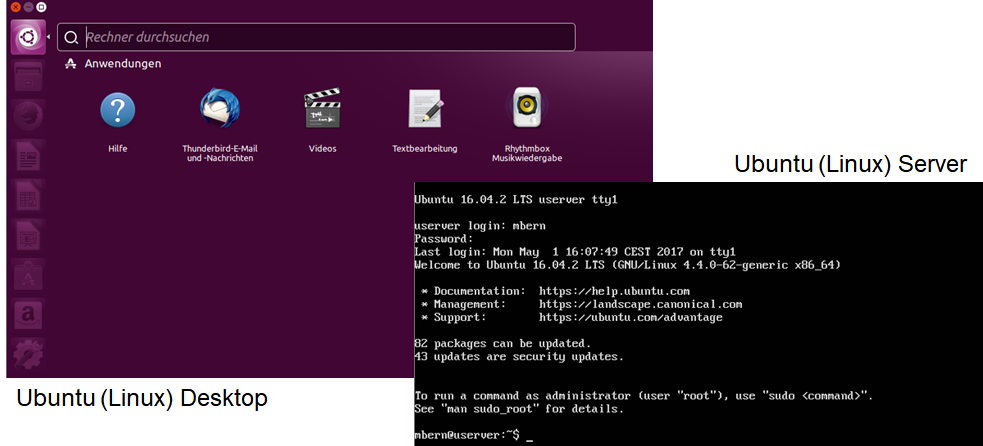 Rechner durchsuchen
Anwendungen
Hilfe
Thunderbird-E-Mail
und -Nachrichten
Videos
Textbearbeitung
Rhythmbox
Musikwiedergabe
Ubuntu (Linux) Desktop
Ubuntu (Linux) Server
Ubuntu 16.04.2 LTS userver tty1
userver login: mbern
Password:
Last login: Mon May  1 16:07:49 CEST 2017 on tty1
Welcome to Ubuntu 16.04.2 LTS (GNU/Linux 4.4.0-62-generic x86_64)
* Documentation:  https://help.ubuntu.com
* Management:     https://landscape.canonical.com
* Support:        https://ubuntu.com/advantage
82 packages can be updated.
43 updates are security updates.
To run a command as administrator (user "root"), use "sudo <command>".
See "man sudo_root" for details.
mbern@userver:~$ _